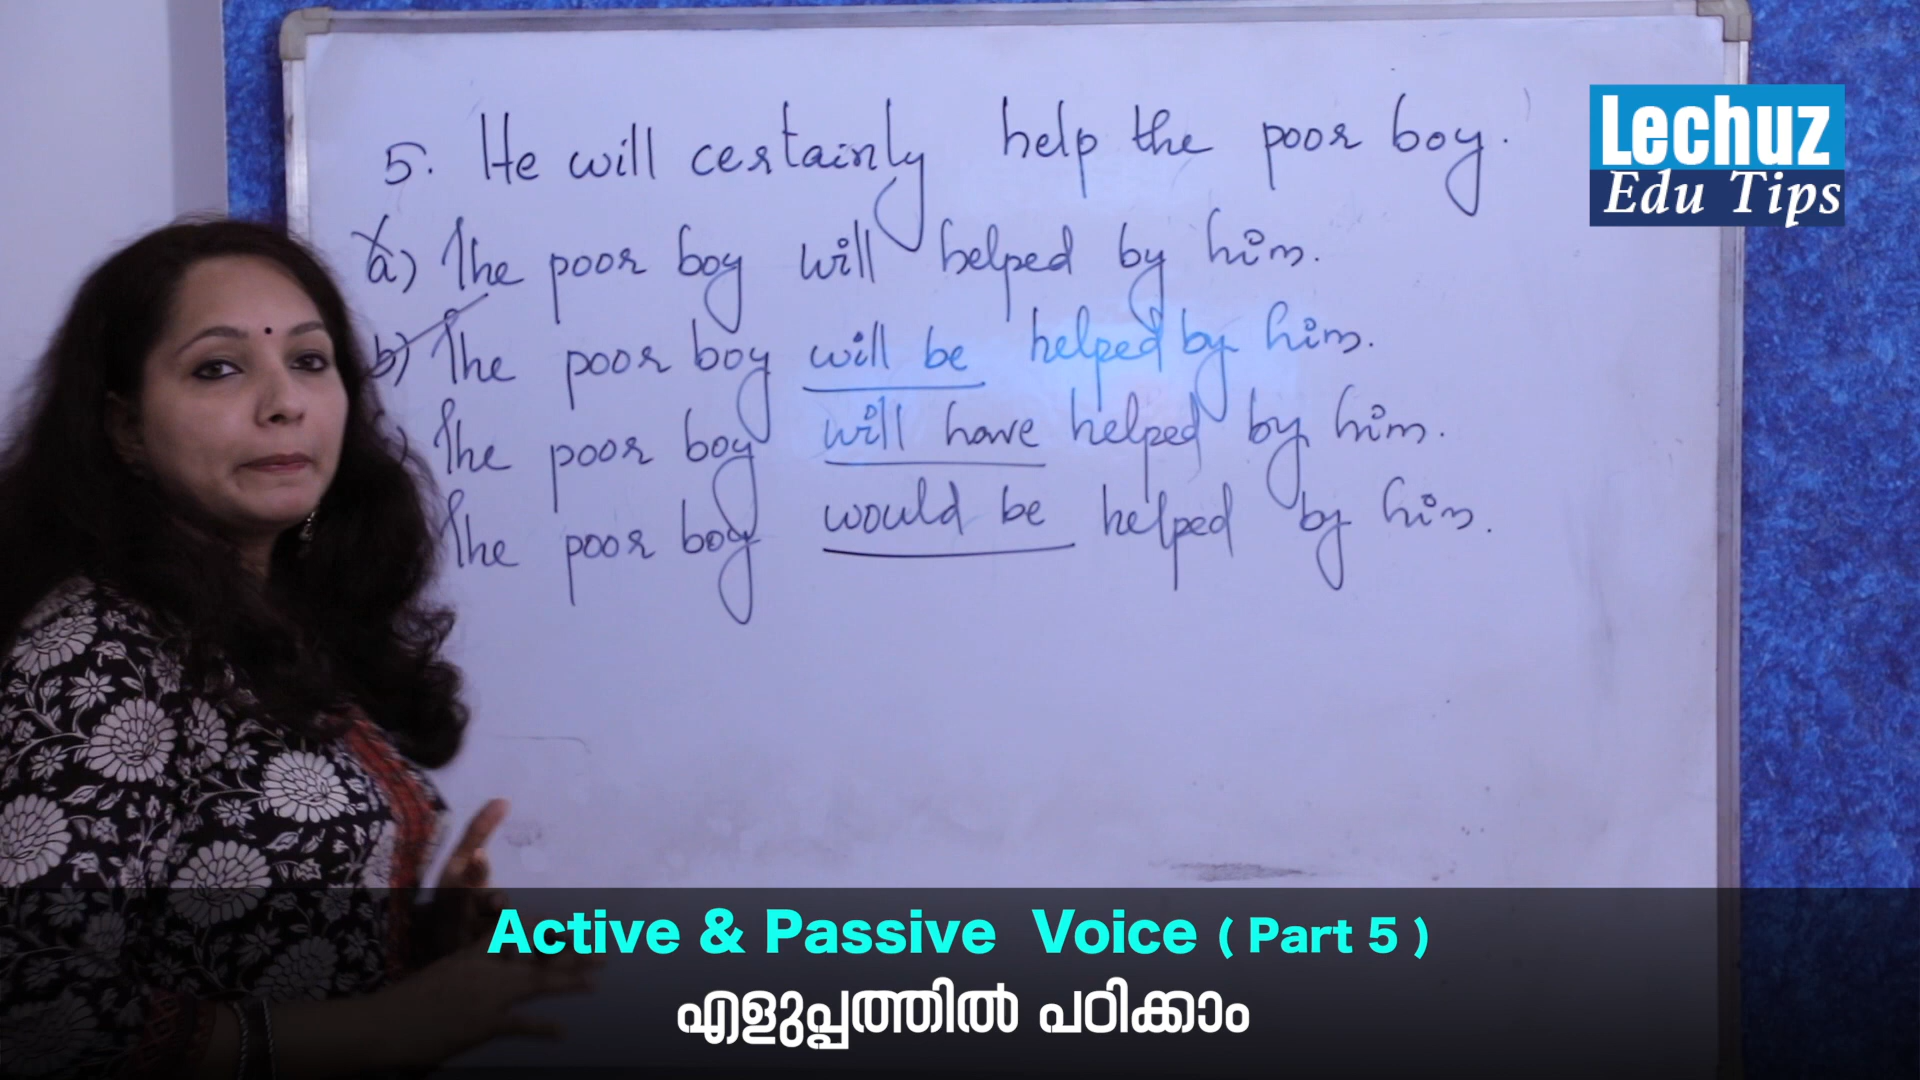 5. He will certainly help the poor boy.
a) The poor boy will helped by him.
b) The poor boy will be helped by him.
) The poor boy will have helped by him.
The poor boy would be helped by him.
Lechuz
Edu Tips
Active & Passive Voice ( Part 5 )
എളുപ്പത്തിൽ പഠിക്കാം